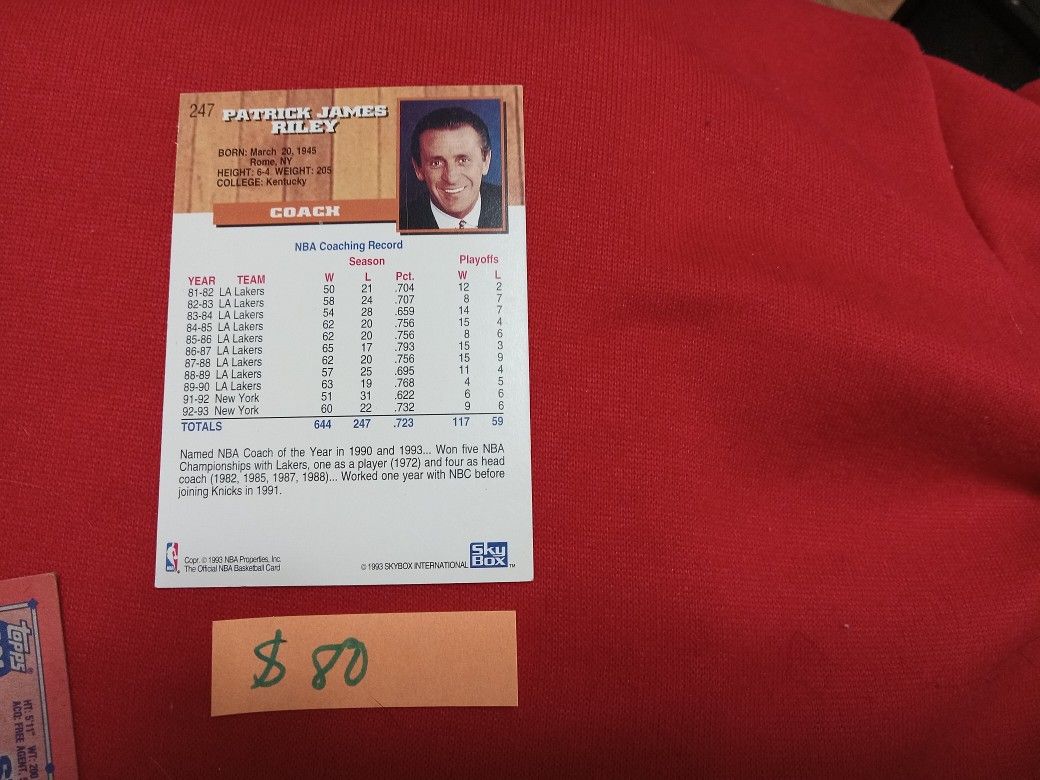 247 PATRICK JAMES
RILEY
BORN: March 20, 1945
Rome, NY
HEIGHT: 6-4 WEIGHT: 205
COLLEGE: Kentucky
COACH
NBA Coaching Record
Season Playoffs
YEAR TEAM W L Pct. W L
81-82 LA Lakers 50 21 .704 12 2
82-83 LA Lakers 58 24 .707 8 7
83-84 LA Lakers 54 28 .659 14 7
84-85 LA Lakers 62 20 .756 15 4
85-86 LA Lakers 62 20 .756 8 6
86-87 LA Lakers 65 17 .793 15 3
87-88 LA Lakers 62 20 .756 15 9
88-89 LA Lakers 57 25 .695 11 4
89-90 LA Lakers 63 19 .768 4 5
91-92 New York 51 31 .622 6 6
92-93 New York 60 22 .732 9 6
TOTALS 644 247 .723 117 59
Named NBA Coach of the Year in 1990 and 1993... Won five NBA
Championships with Lakers, one as a player (1972) and four as head
coach (1982, 1985, 1987, 1988)... Worked one year with NBC before
joining Knicks in 1991.
Copr. © 1993 NBA Properties, Inc.
The Official NBA Basketball Card
© 1993 SKYBOX INTERNATIONAL
SkyBox™
$80
topps
HT: 5'11" WT: 200
ACQ: FREE AGENT,